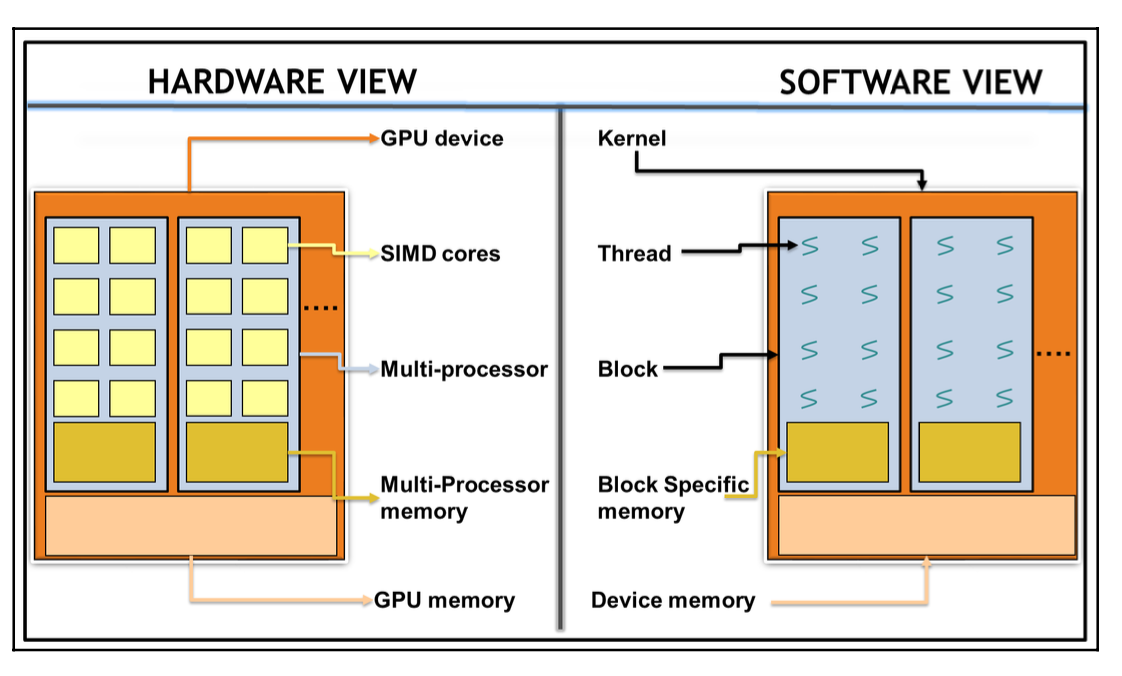 HARDWARE VIEW
SOFTWARE VIEW
GPU device
SIMD cores
....
Multi-processor
Multi-Processor
memory
GPU memory
Kernel
Thread
Block
....
Block Specific
memory
Device memory